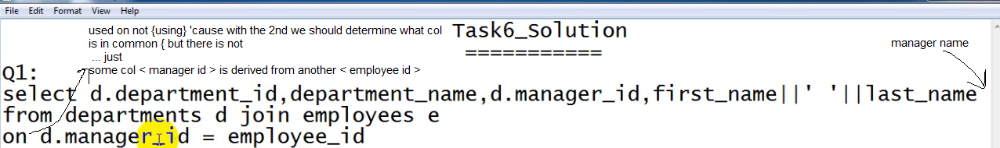 File Edit Format View Help
used on not {using} 'cause with the 2nd we should determine what col
is in common { but there is not
... just
some col < manager id > is derived from another < employee id >
Task6_Solution
===========
manager name
Q1:
select d.department_id,department_name,d.manager_id,first_name||' '||last_name
from departments d join employees e
on d.manager_id = employee_id